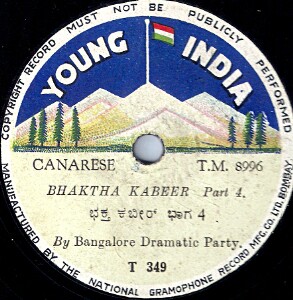 COPYRIGHT RECORD MUST NOT BE PUBLICLY PERFORMED
YOUNG INDIA
CANARESE T.M. 8996
BHAKTHA KABEER Part 4.
ಭಕ್ತ ಕಬೀರ್ ಭಾಗ 4
By Bangalore Dramatic Party.
T 349
MANUFACTURED BY THE NATIONAL GRAMOPHONE RECORD MFG. CO. LTD. BOMBAY.